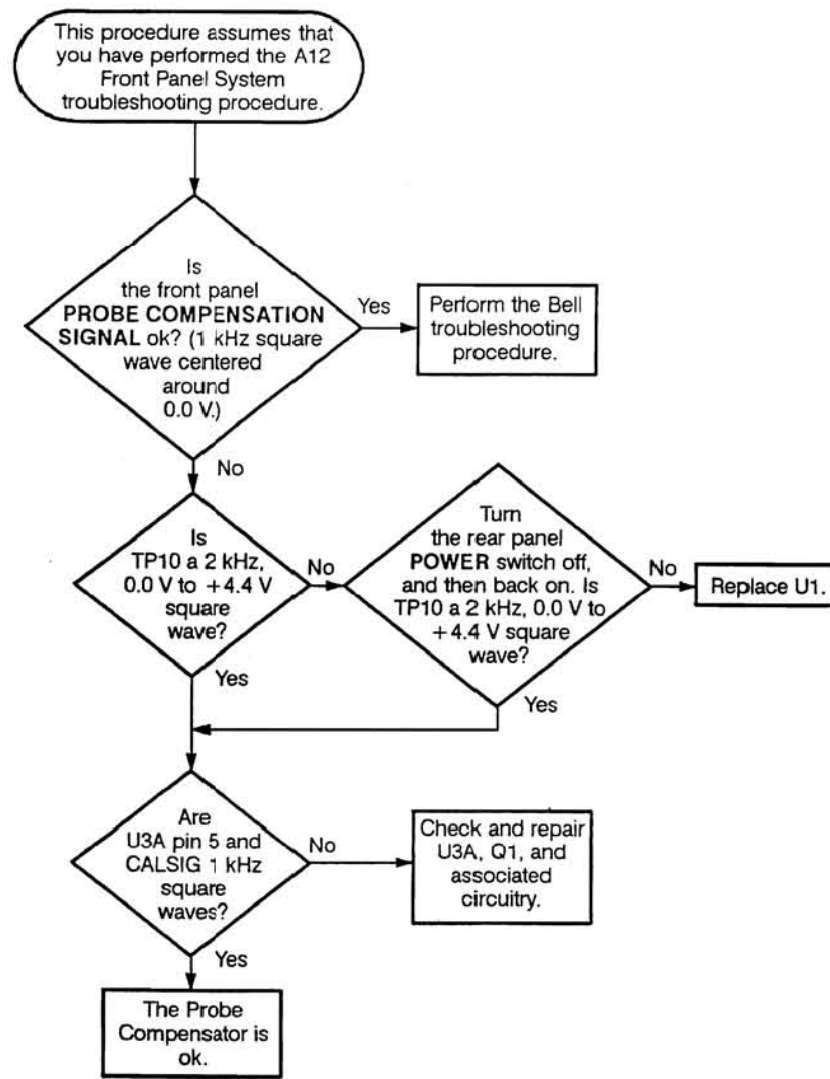 This procedure assumes that
you have performed the A12
Front Panel System
troubleshooting procedure.
Is
the front panel
PROBE COMPENSATION
SIGNAL ok? (1 kHz square
wave centered
around
0.0 V.)
Yes
Perform the Bell
troubleshooting
procedure.
No
Is
TP10 a 2 kHz,
0.0 V to +4.4 V
square
wave?
No
Turn
the rear panel
POWER switch off,
and then back on. Is
TP10 a 2 kHz, 0.0 V to
+4.4 V square
wave?
No
Replace U1.
Yes
Yes
Are
U3A pin 5 and
CALSIG 1 kHz
square
waves?
No
Check and repair
U3A, Q1, and
associated
circuitry.
Yes
The Probe
Compensator is
ok.